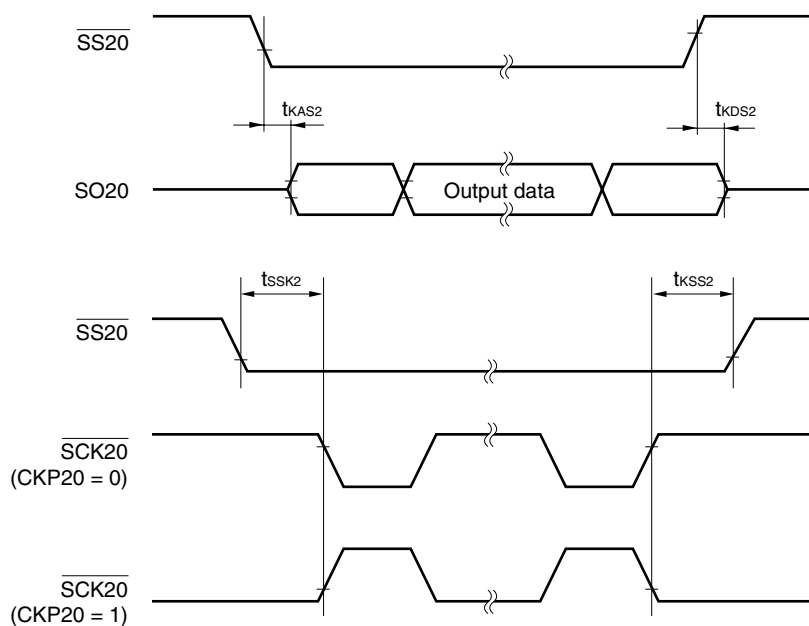 SS20
tKAS2
tKDS2
SO20
Output data
tSSK2
tKSS2
SS20
SCK20
(CKP20 = 0)
SCK20
(CKP20 = 1)